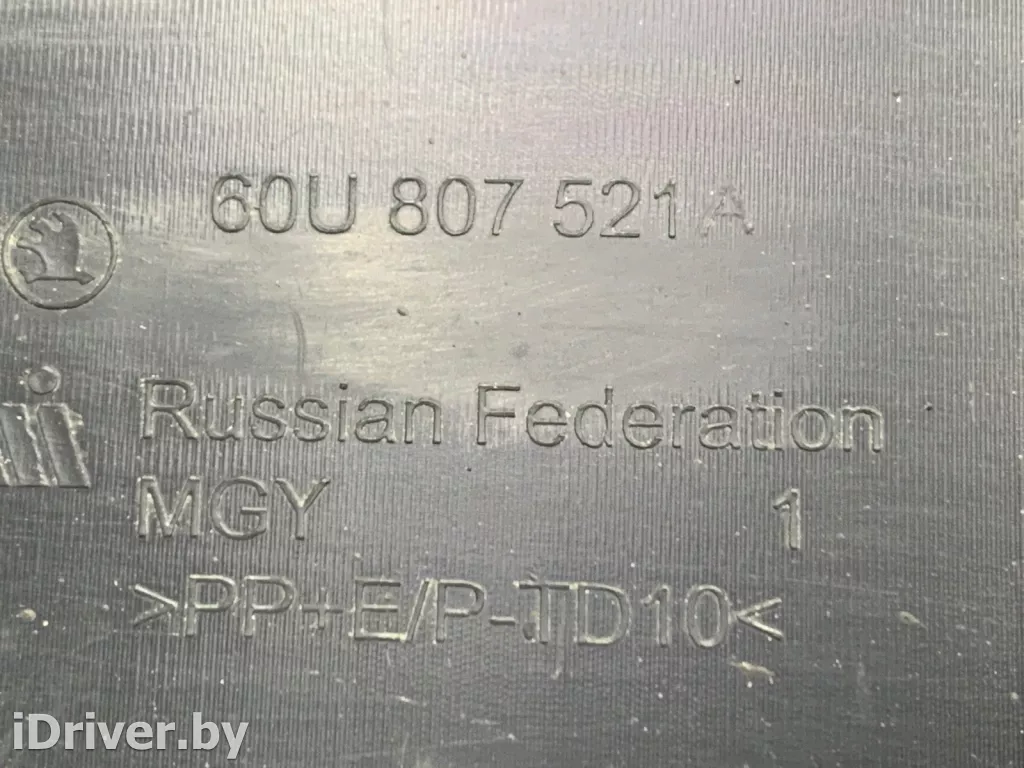 60U 807 521 A
Russian Federation
MGY 1
>PP+E/P-TD10<
iDriver.by